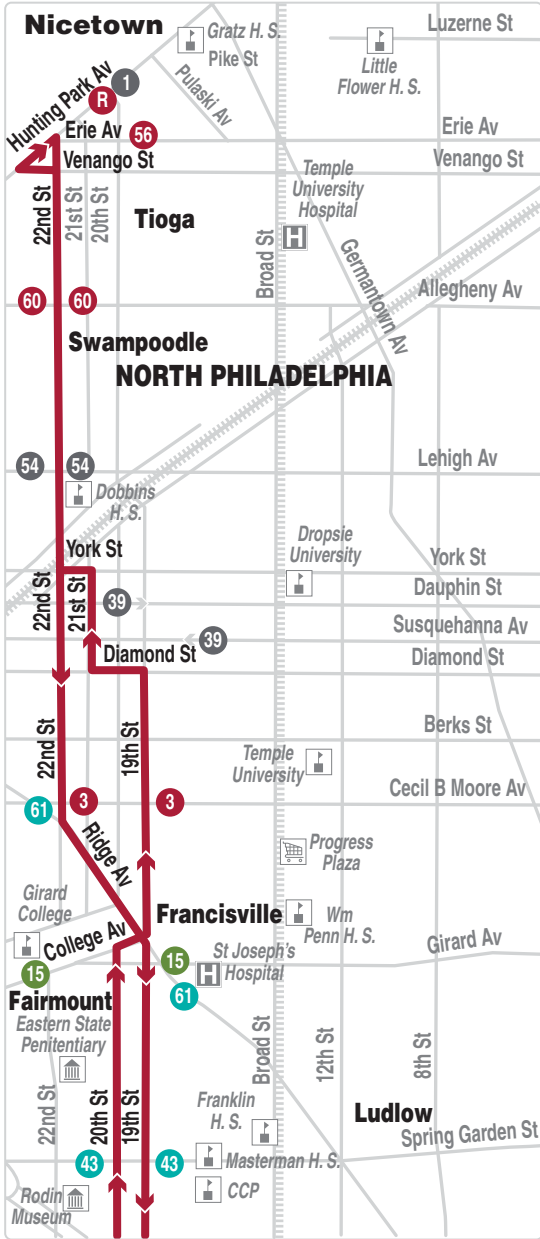 Nicetown
Gratz H. S.
Pike St
Luzerne St
Little
Flower H. S.
Hunting Park Av
1
R
Pulaski Av
Erie Av
56
Erie Av
Venango St
Venango St
22nd St
21st St
20th St
Tioga
Temple
University
Hospital
H
Broad St
Germantown Av
60
60
Allegheny Av
Swampoodle
NORTH PHILADELPHIA
54
54
Lehigh Av
Dobbins
H. S.
Dropsie
University
York St
York St
22nd St
21st St
Dauphin St
39
39
Susquehanna Av
Diamond St
Diamond St
22nd St
19th St
Berks St
Temple
University
61
3
3
Cecil B Moore Av
Ridge Av
Progress
Plaza
Girard
College
Francisville
Wm
Penn H. S.
College Av
Girard Av
15
15
St Joseph's
Hospital
H
61
Fairmount
Eastern State
Penitentiary
22nd St
20th St
19th St
Broad St
12th St
8th St
Franklin
H. S.
Ludlow
Spring Garden St
43
43
Masterman H. S.
Rodin
Museum
CCP